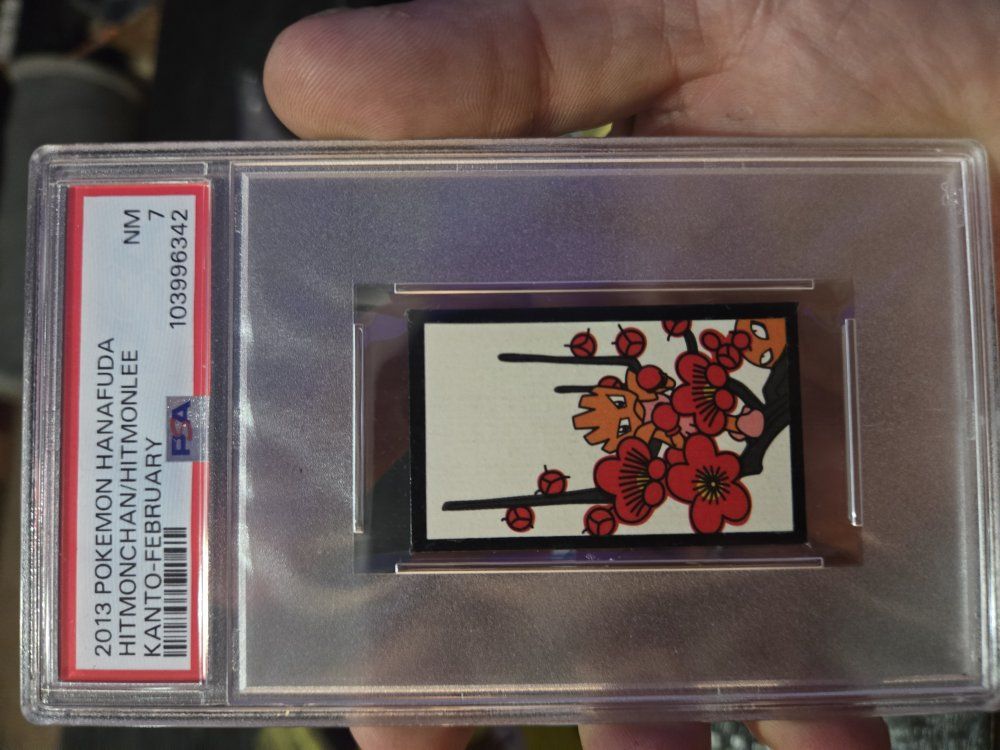 2013 POKEMON HANAFUDA
HITMONCHAN/HITMONLEE
KANTO-FEBRUARY
NM
7
103996342
PSA